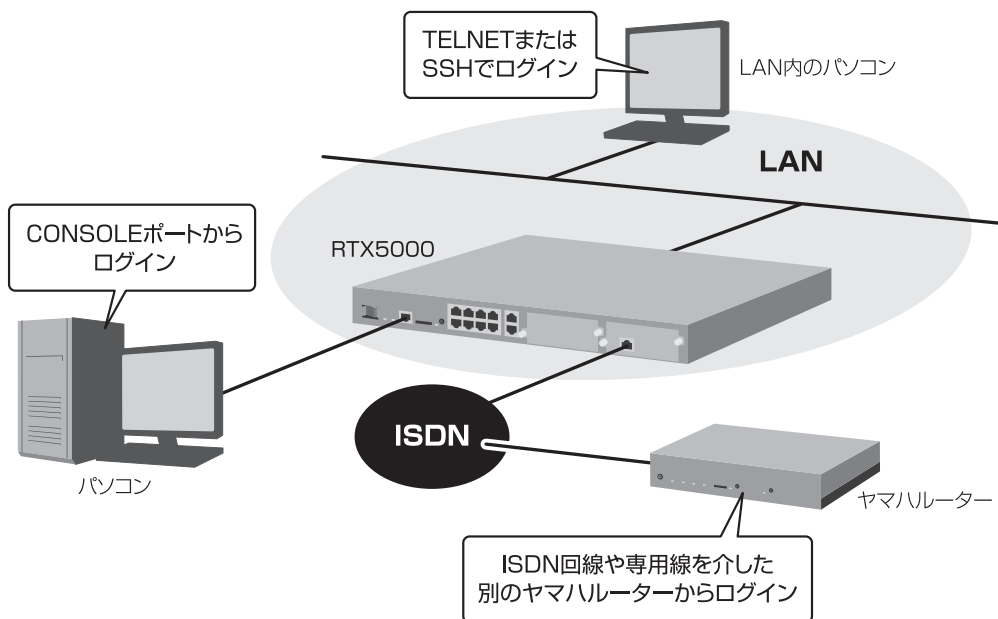 TELNETまたは
SSHでログイン
LAN内のパソコン
LAN
CONSOLEポートから
ログイン
RTX5000
ISDN
パソコン
ヤマハルーター
ISDN回線や専用線を介した
別のヤマハルーターからログイン